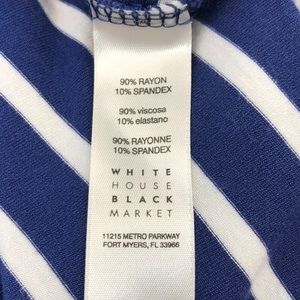 90% RAYON
10% SPANDEX
90% viscosa
10% elastano
90% RAYONNE
10% SPANDEX
WHITE
HOUSE
BLACK
MARKET
11215 METRO PARKWAY
FORT MYERS, FL 33966